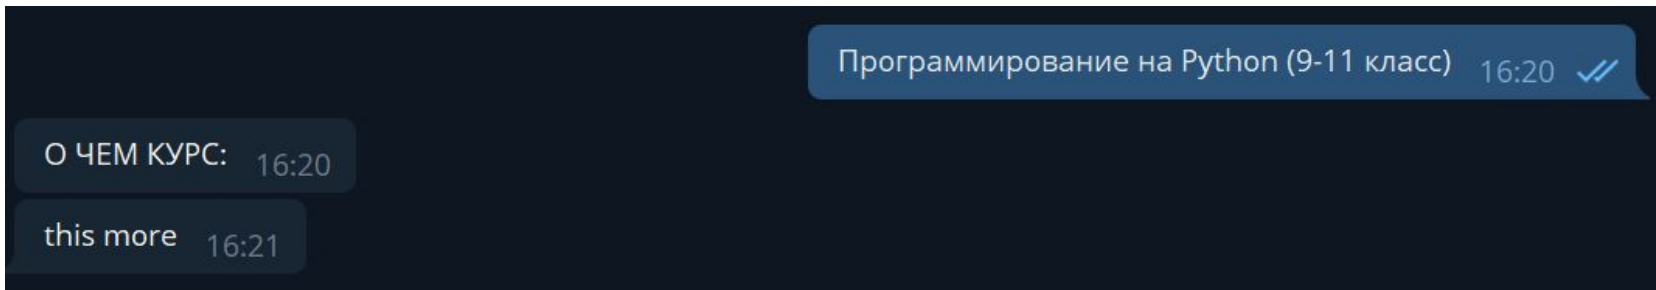 Программирование на Python (9-11 класс) 16:20
О ЧЕМ КУРС: 16:20
this more 16:21